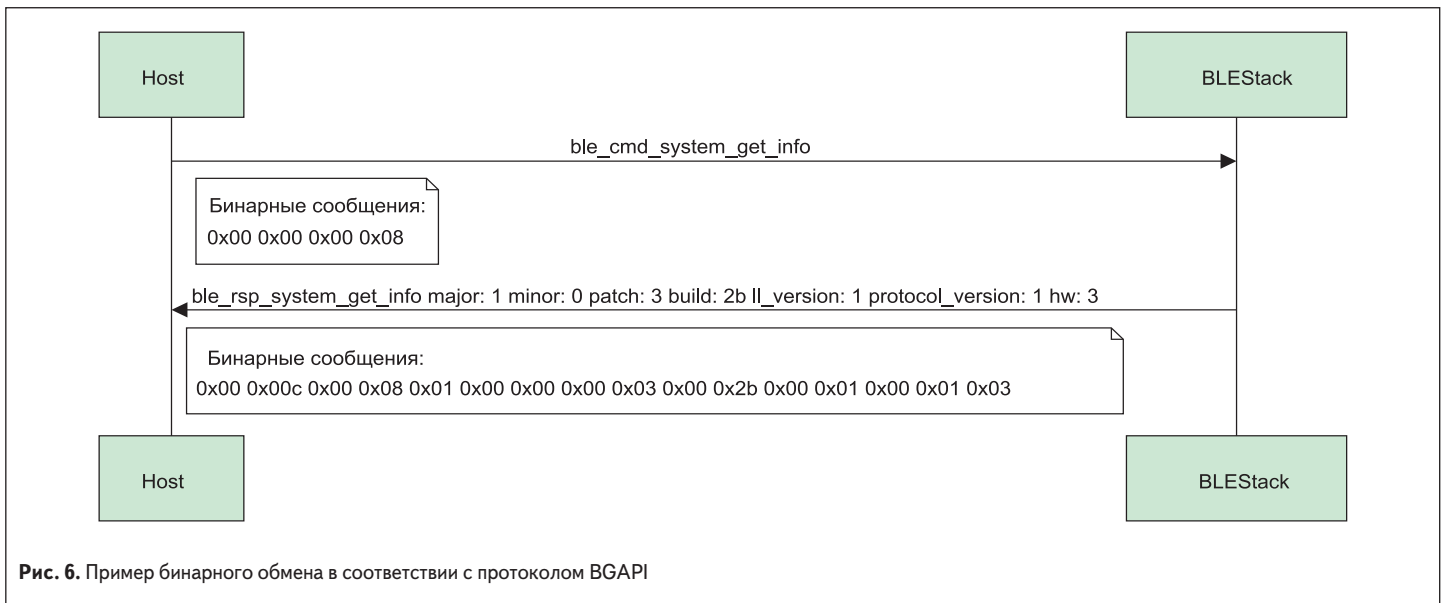 Host
BLEStack
ble_cmd_system_get_info
Бинарные сообщения:
0x00 0x00 0x00 0x08
ble_rsp_system_get_info major: 1 minor: 0 patch: 3 build: 2b ll_version: 1 protocol_version: 1 hw: 3
Бинарные сообщения:
0x00 0x00c 0x00 0x08 0x01 0x00 0x00 0x00 0x03 0x00 0x2b 0x00 0x01 0x00 0x01 0x03
Host
BLEStack
Рис. 6. Пример бинарного обмена в соответствии с протоколом BGAPI